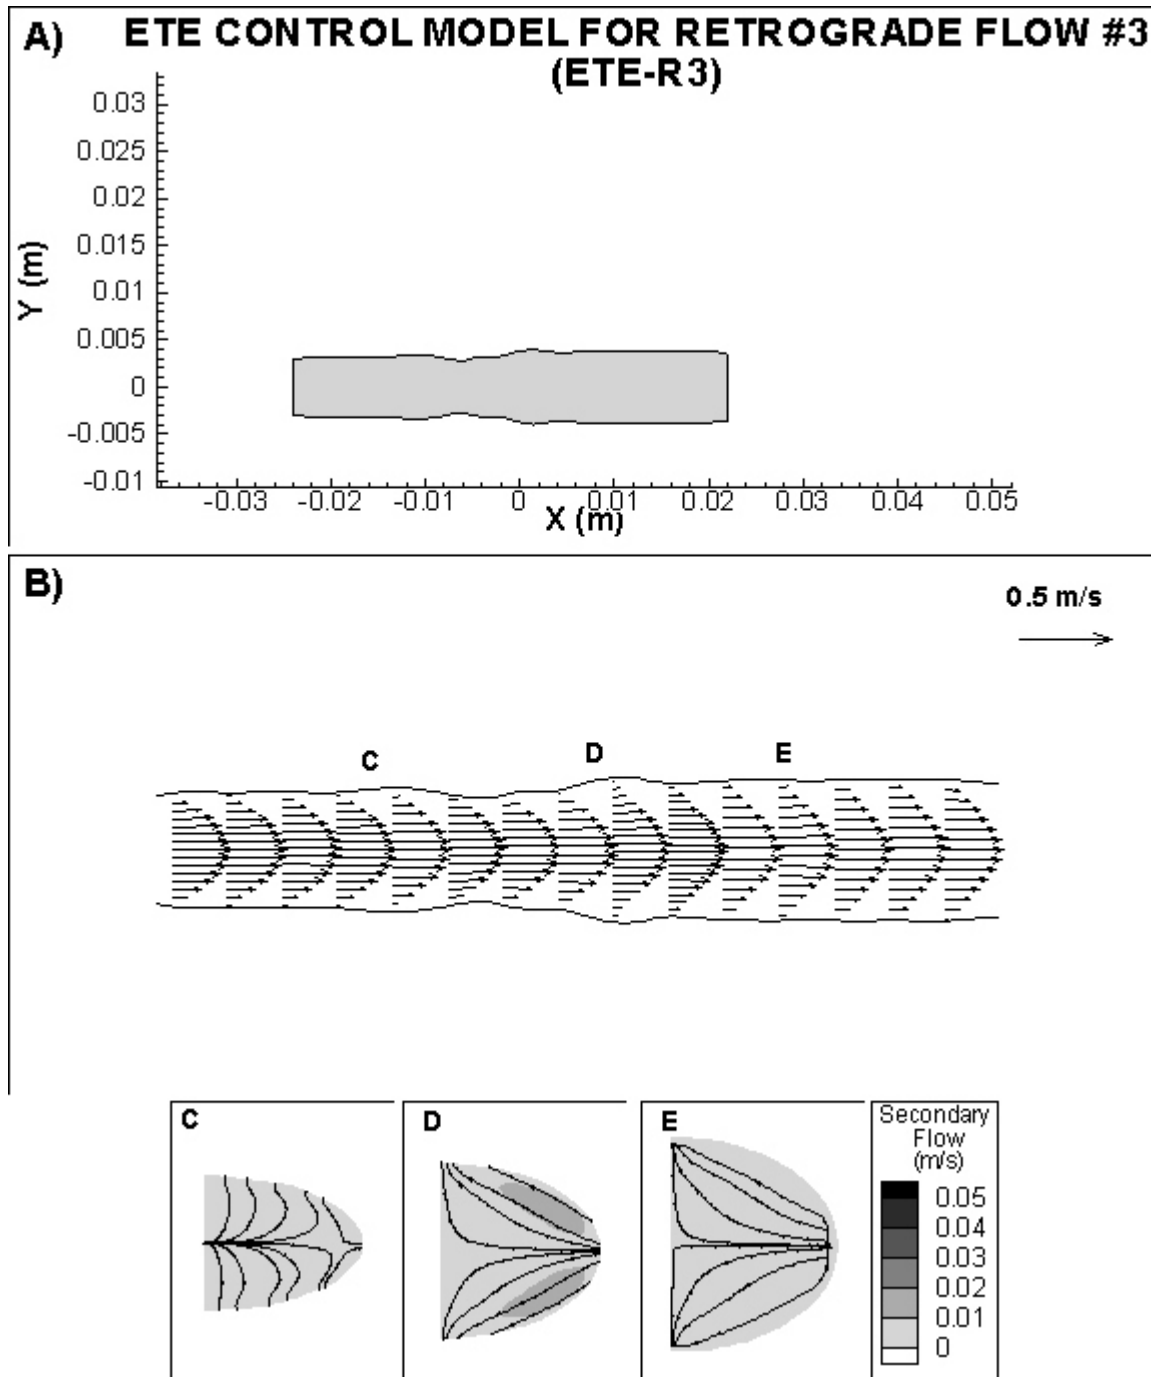 A) ETE CONTROL MODEL FOR RETROGRADE FLOW #3
(ETE-R3)
0.03
0.025
0.02
0.015
0.01
0.005
0
-0.005
-0.01
Y (m)
-0.03 -0.02 -0.01 0 0.01 0.02 0.03 0.04 0.05
X (m)
B)
0.5 m/s
C D E
C D E
Secondary
Flow
(m/s)
0.05
0.04
0.03
0.02
0.01
0